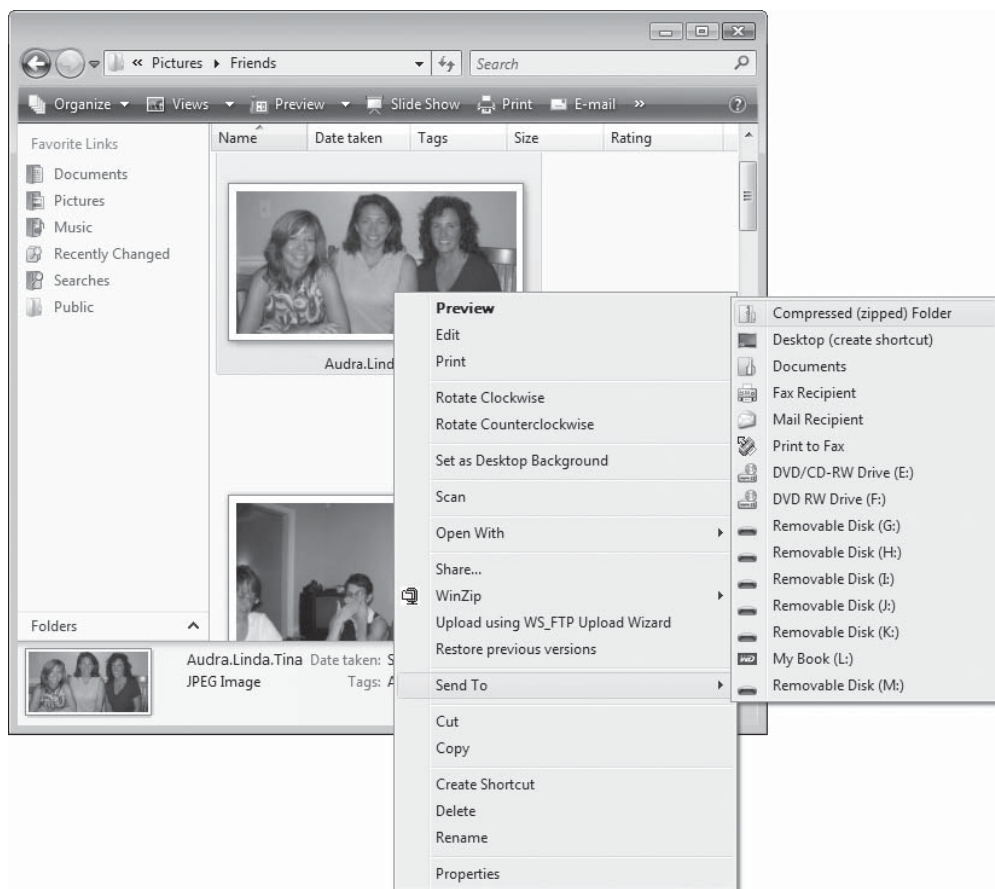 « Pictures ▸ Friends
Search
Organize
Views
Preview
Slide Show
Print
E-mail
»
?
Favorite Links
Documents
Pictures
Music
Recently Changed
Searches
Public
Folders
Name
Date taken
Tags
Size
Rating
Audra.Lind
Audra.Linda.Tina
JPEG Image
Date taken: S
Tags: A
Preview
Edit
Print
Rotate Clockwise
Rotate Counterclockwise
Set as Desktop Background
Scan
Open With
Share...
WinZip
Upload using WS_FTP Upload Wizard
Restore previous versions
Send To
Cut
Copy
Create Shortcut
Delete
Rename
Properties
Compressed (zipped) Folder
Desktop (create shortcut)
Documents
Fax Recipient
Mail Recipient
Print to Fax
DVD/CD-RW Drive (E:)
DVD RW Drive (F:)
Removable Disk (G:)
Removable Disk (H:)
Removable Disk (I:)
Removable Disk (J:)
Removable Disk (K:)
My Book (L:)
Removable Disk (M:)